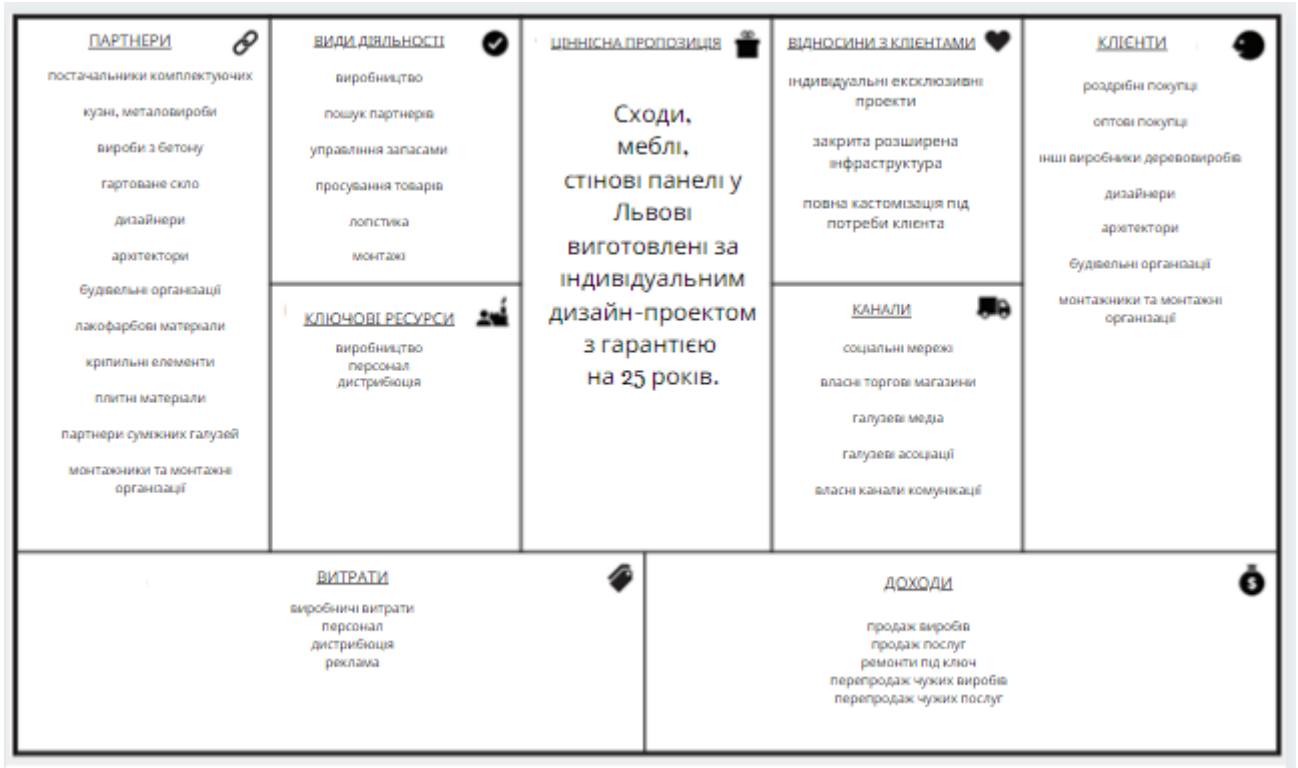 ПАРТНЕРИ
постачальники комплектуючих
кузні, металовироби
вироби з бетону
гартоване скло
дизайнери
архітектори
будівельні організації
лакофарбові матеріали
кріпильні елементи
плитні матеріали
партнери суміжних галузей
монтажники та монтажні
організації
ВИДИ ДІЯЛЬНОСТІ
виробництво
пошук партнерів
управління запасами
просування товарів
логістика
монтажі
КЛЮЧОВІ РЕСУРСИ
виробництво
персонал
дистрибюція
ЦІННІСНА ПРОПОЗИЦІЯ
Сходи,
меблі,
стінові панелі у
Львові
виготовлені за
індивідуальним
дизайн-проектом
з гарантією
на 25 років.
ВІДНОСИНИ З КЛІЄНТАМИ
індивідуальні ексклюзивні
проекти
закрита розширена
інфраструктура
повна кастомізація під
потреби клієнта
КАНАЛИ
соціальні мережі
власні торгові магазини
галузеві медіа
галузеві асоціації
власні канали комунікації
КЛІЄНТИ
роздрібні покупці
оптові покупці
інші виробники деревовиробів
дизайнери
архітектори
будівельні організації
монтажники та монтажні
організації
ВИТРАТИ
виробничі витрати
персонал
дистрибюція
реклама
ДОХОДИ
продаж виробів
продаж послуг
ремонти під ключ
перепродаж чужих виробів
перепродаж чужих послуг